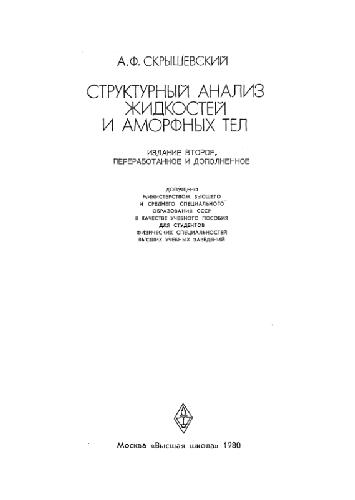 А.Ф. СКРЫШЕВСКИЙ
СТРУКТУРНЫЙ АНАЛИЗ
ЖИДКОСТЕЙ
И АМОРФНЫХ ТЕЛ
ИЗДАНИЕ ВТОРОЕ,
ПЕРЕРАБОТАННОЕ И ДОПОЛНЕННОЕ
ДОПУЩЕНО
МИНИСТЕРСТВОМ ВЫСШЕГО
И СРЕДНЕГО СПЕЦИАЛЬНОГО
ОБРАЗОВАНИЯ СССР
В КАЧЕСТВЕ УЧЕБНОГО ПОСОБИЯ
ДЛЯ СТУДЕНТОВ
ФИЗИЧЕСКИХ СПЕЦИАЛЬНОСТЕЙ
ВЫСШИХ УЧЕБНЫХ ЗАВЕДЕНИЙ
Москва «Высшая школа» 1980